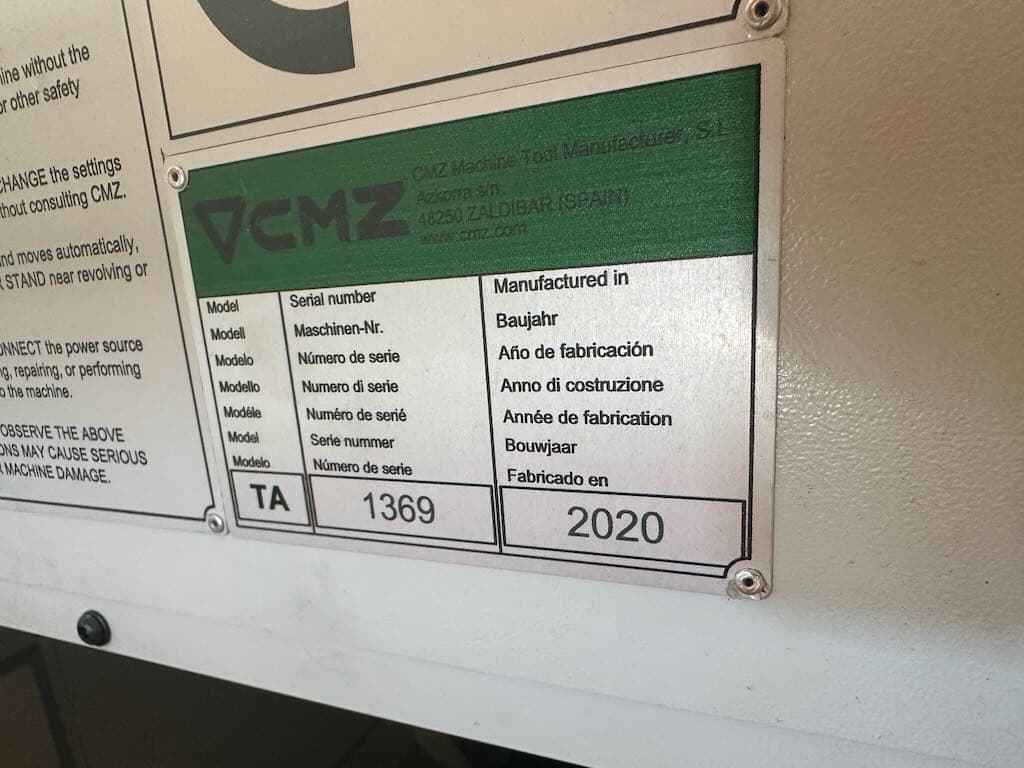 ine without the
or other safety
CHANGE the settings
thout consulting CMZ.
nd moves automatically,
R STAND near revolving or
ONNECT the power source
g, repairing, or performing
o the machine.
OBSERVE THE ABOVE
ONS MAY CAUSE SERIOUS
R MACHINE DAMAGE.
CMZ
CMZ Machine Tool Manufacturer, S.L.
Azkorra s/n
48250 ZALDIBAR (SPAIN)
www.cmz.com
Model
Modell
Modelo
Modello
Modéle
Model
Modelo
TA
Serial number
Maschinen-Nr.
Número de serie
Numero di serie
Numéro de serié
Serie nummer
Número de serie
1369
Manufactured in
Baujahr
Año de fabricación
Anno di costruzione
Année de fabrication
Bouwjaar
Fabricado en
2020